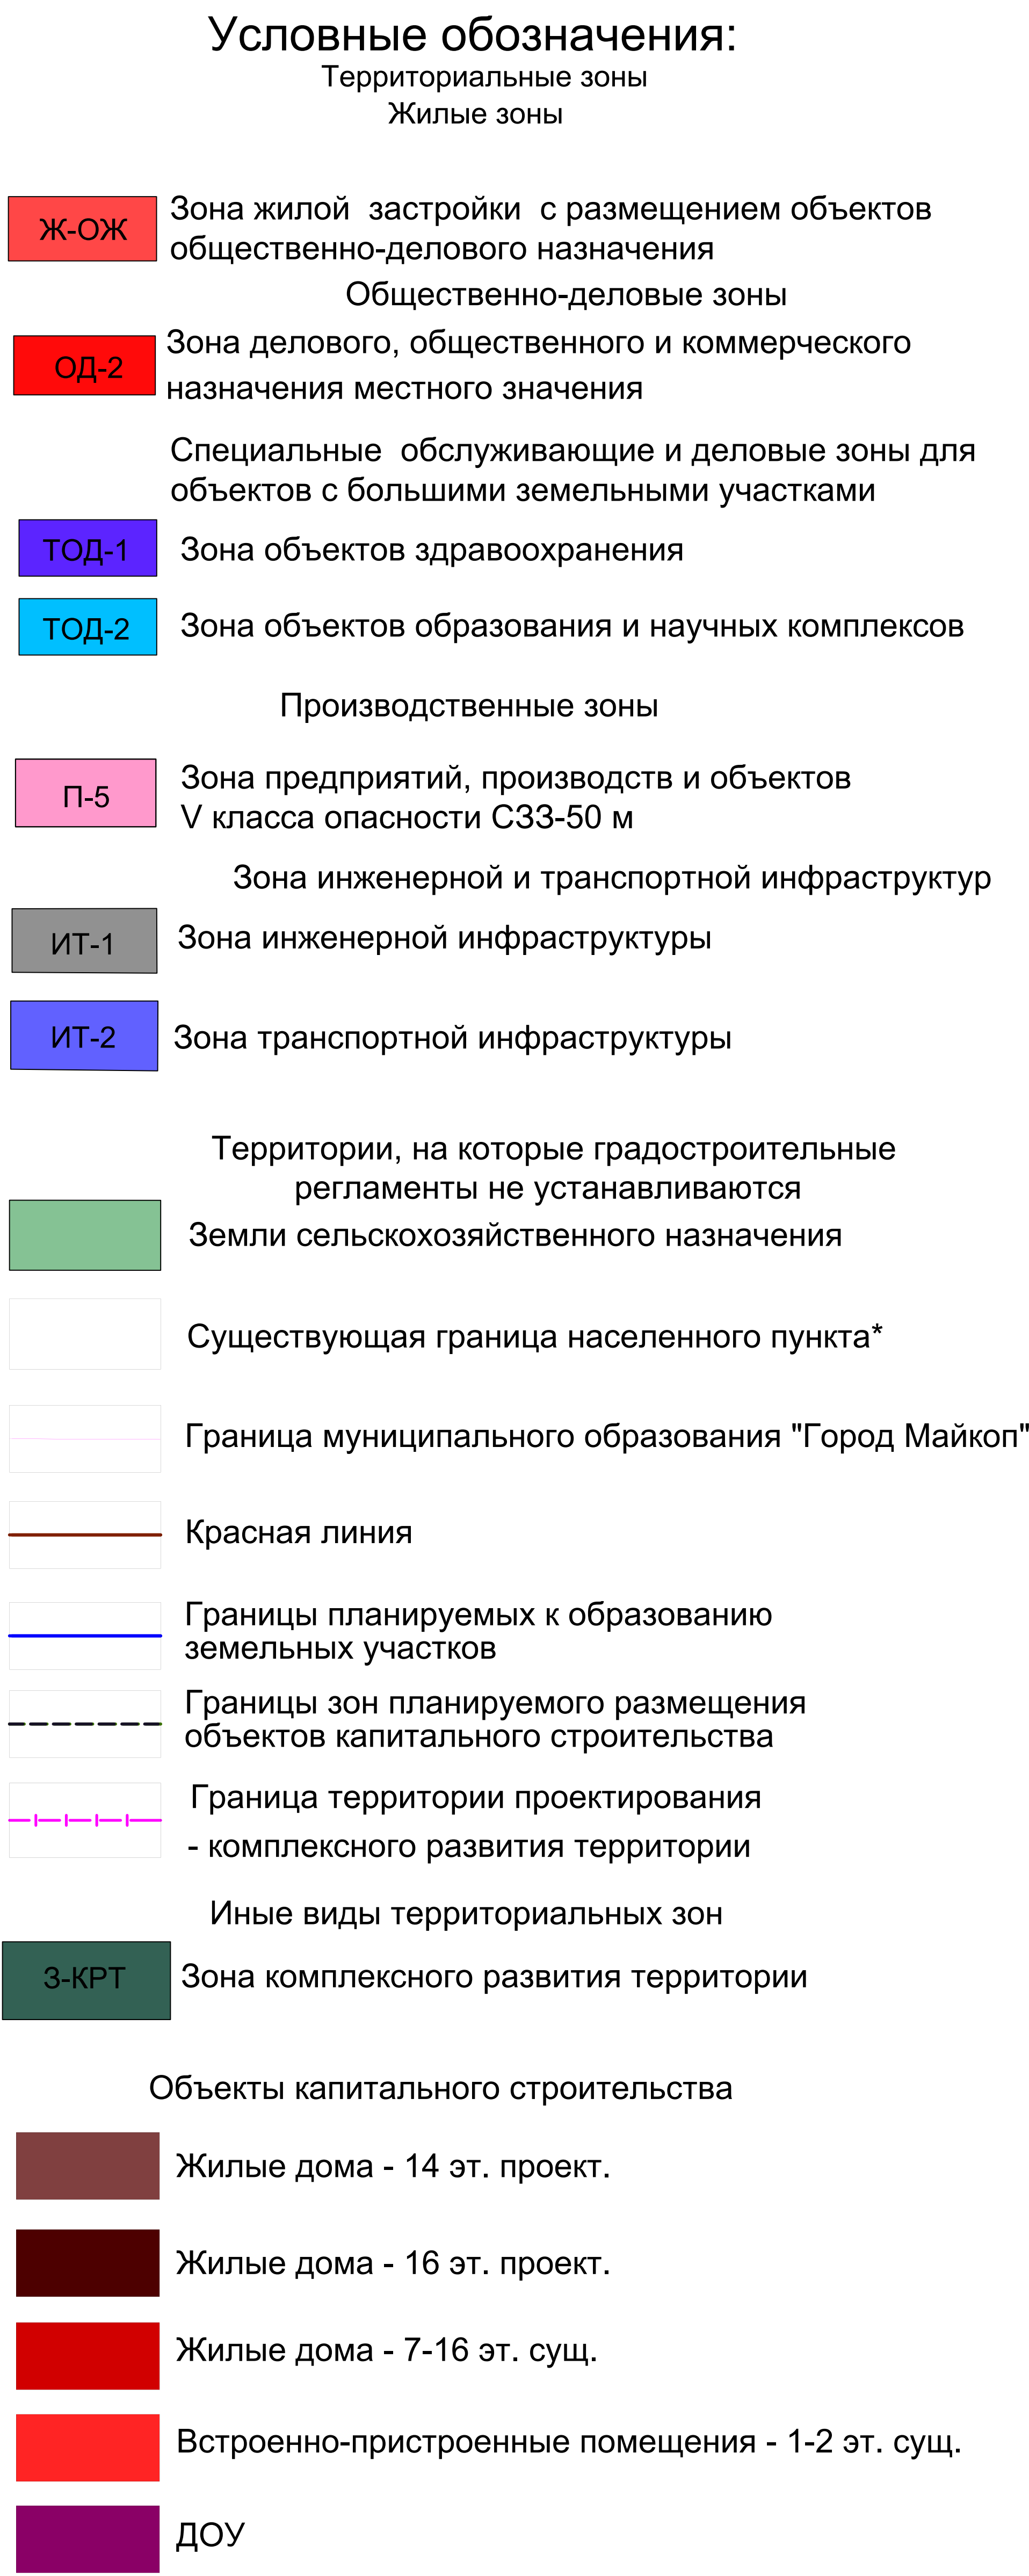 Условные обозначения:
Территориальные зоны
Жилые зоны
Ж-ОЖ
Зона жилой застройки с размещением объектов
общественно-делового назначения
Общественно-деловые зоны
ОД-2
Зона делового, общественного и коммерческого
назначения местного значения
Специальные обслуживающие и деловые зоны для
объектов с большими земельными участками
ТОД-1
Зона объектов здравоохранения
ТОД-2
Зона объектов образования и научных комплексов
Производственные зоны
П-5
Зона предприятий, производств и объектов
V класса опасности СЗЗ-50 м
Зона инженерной и транспортной инфраструктур
ИТ-1
Зона инженерной инфраструктуры
ИТ-2
Зона транспортной инфраструктуры
Территории, на которые градостроительные
регламенты не устанавливаются
Земли сельскохозяйственного назначения
Существующая граница населенного пункта*
Граница муниципального образования "Город Майкоп"
Красная линия
Границы планируемых к образованию
земельных участков
Границы зон планируемого размещения
объектов капитального строительства
Граница территории проектирования
- комплексного развития территории
Иные виды территориальных зон
З-КРТ
Зона комплексного развития территории
Объекты капитального строительства
Жилые дома - 14 эт. проект.
Жилые дома - 16 эт. проект.
Жилые дома - 7-16 эт. сущ.
Встроенно-пристроенные помещения - 1-2 эт. сущ.
ДОУ